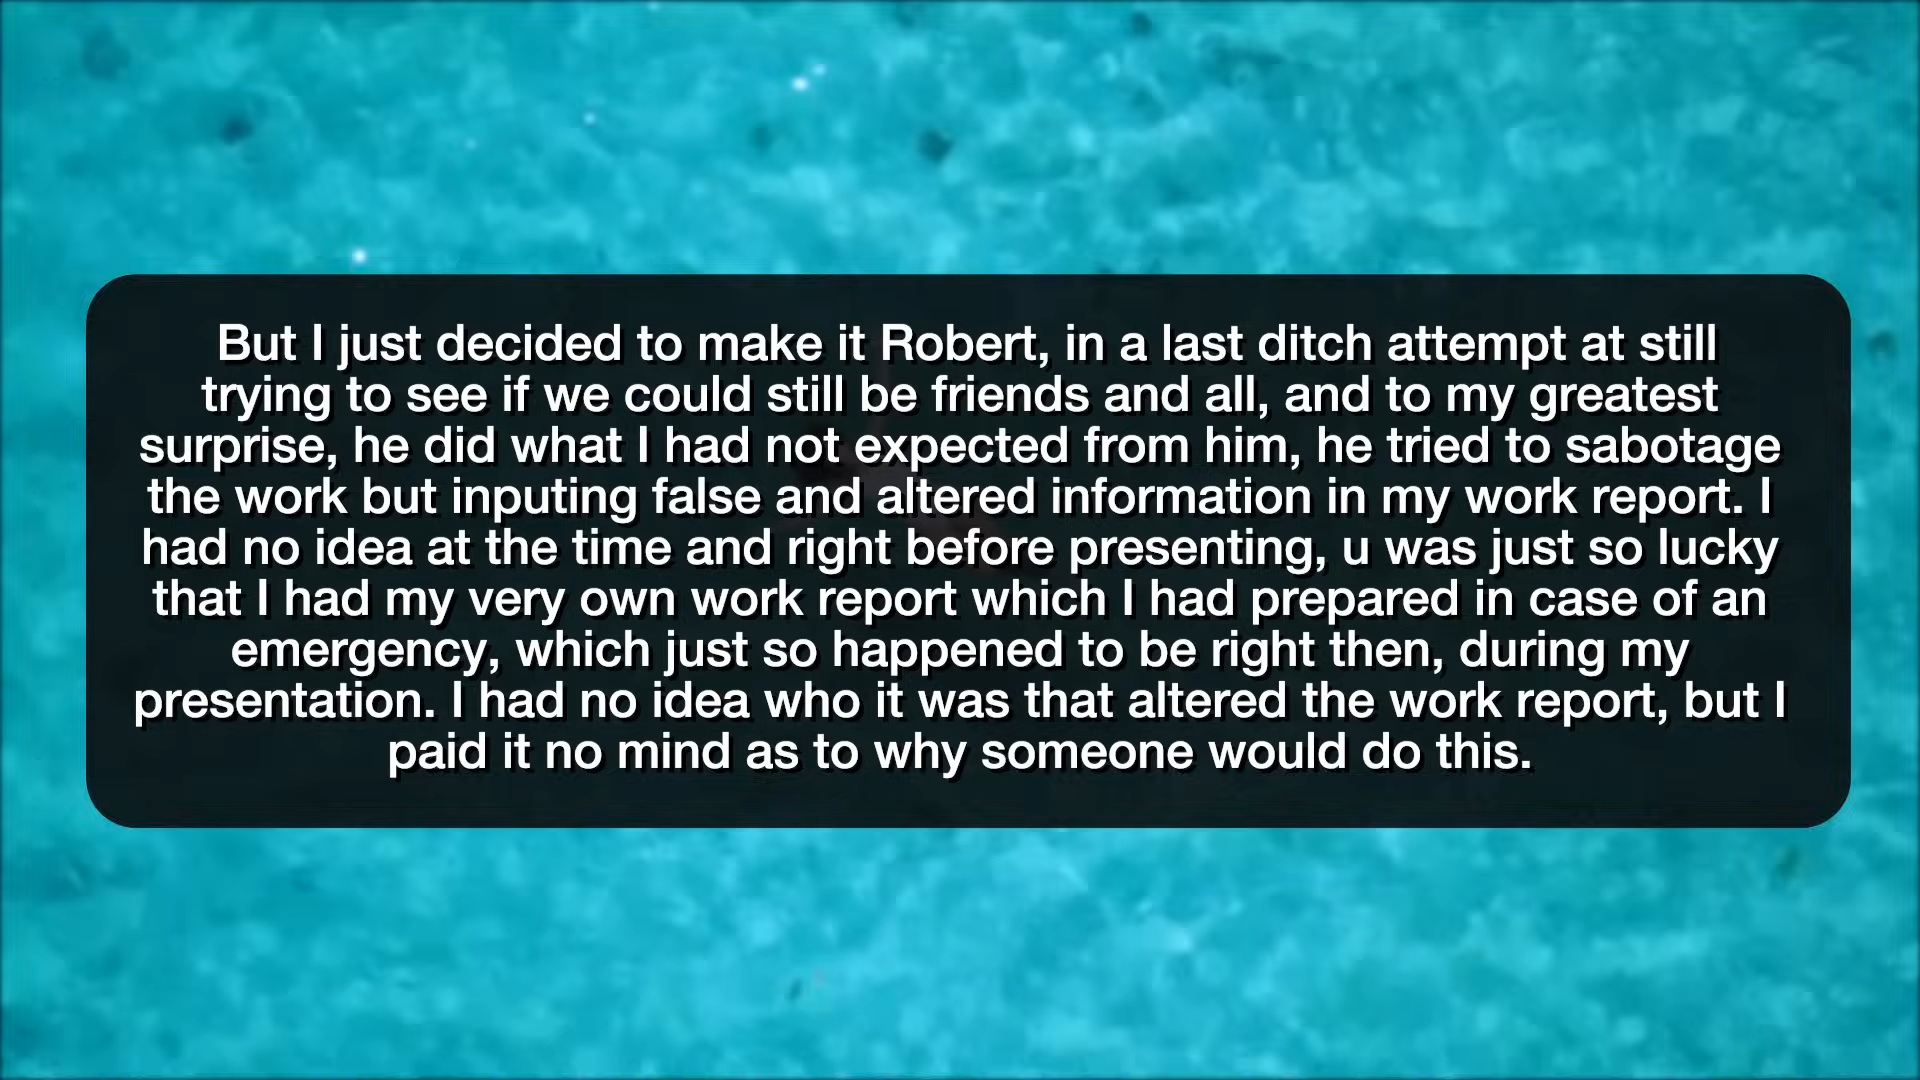 But I just decided to make it Robert, in a last ditch attempt at still
trying to see if we could still be friends and all, and to my greatest
surprise, he did what I had not expected from him, he tried to sabotage
the work but inputing false and altered information in my work report. I
had no idea at the time and right before presenting, u was just so lucky
that I had my very own work report which I had prepared in case of an
emergency, which just so happened to be right then, during my
presentation. I had no idea who it was that altered the work report, but I
paid it no mind as to why someone would do this.